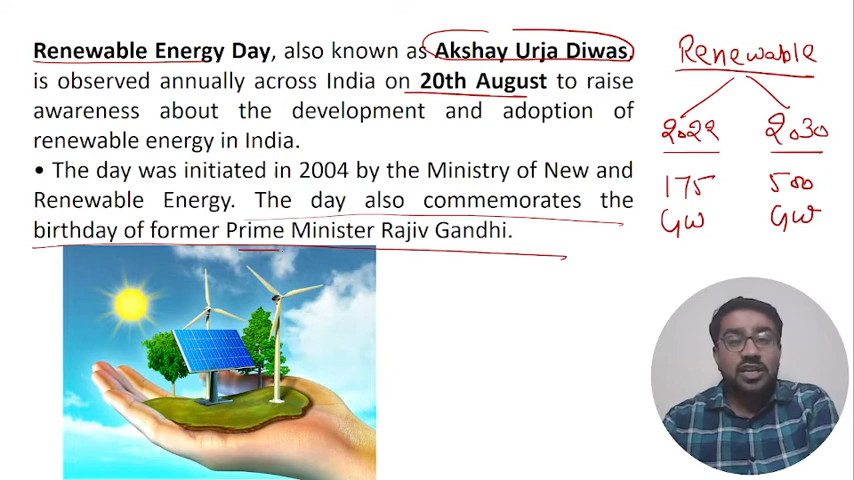 Renewable Energy Day, also known as Akshay Urja Diwas,
is observed annually across India on 20th August to raise
awareness about the development and adoption of
renewable energy in India.
• The day was initiated in 2004 by the Ministry of New and
Renewable Energy. The day also commemorates the
birthday of former Prime Minister Rajiv Gandhi.
Renewable
2022 2030
175 500
GW GW